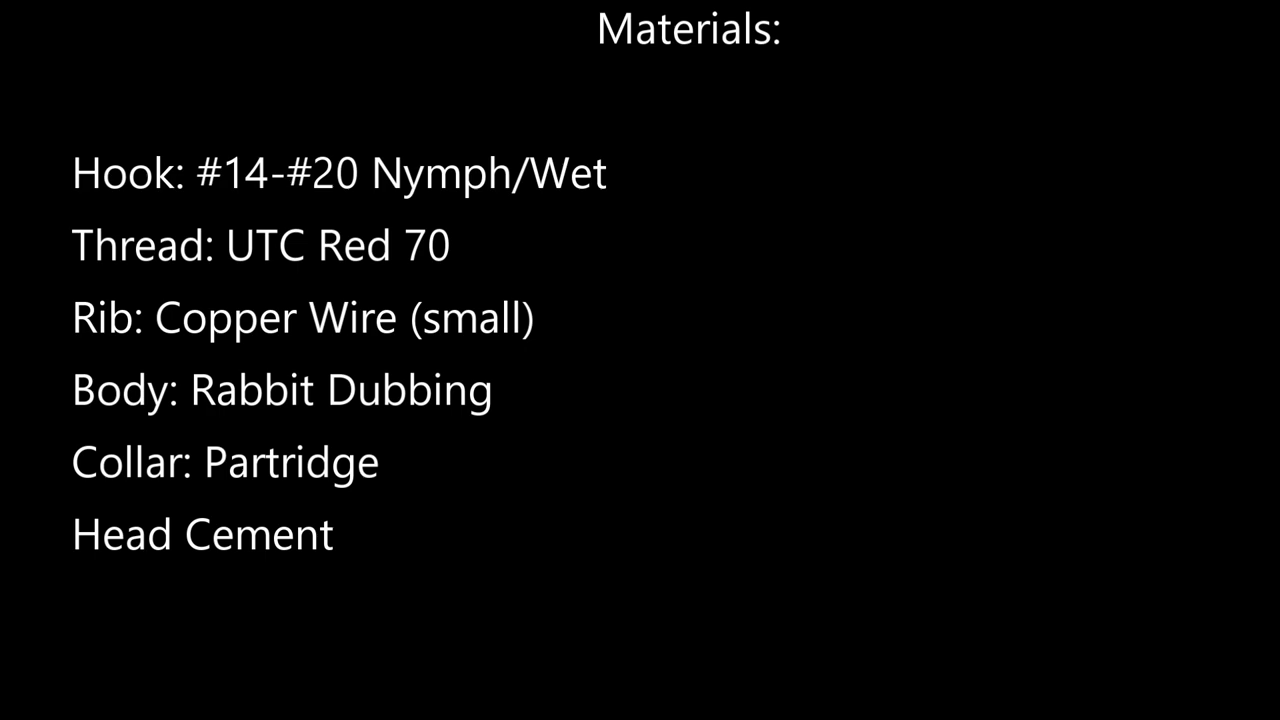 Materials:
Hook: #14-#20 Nymph/Wet
Thread: UTC Red 70
Rib: Copper Wire (small)
Body: Rabbit Dubbing
Collar: Partridge
Head Cement